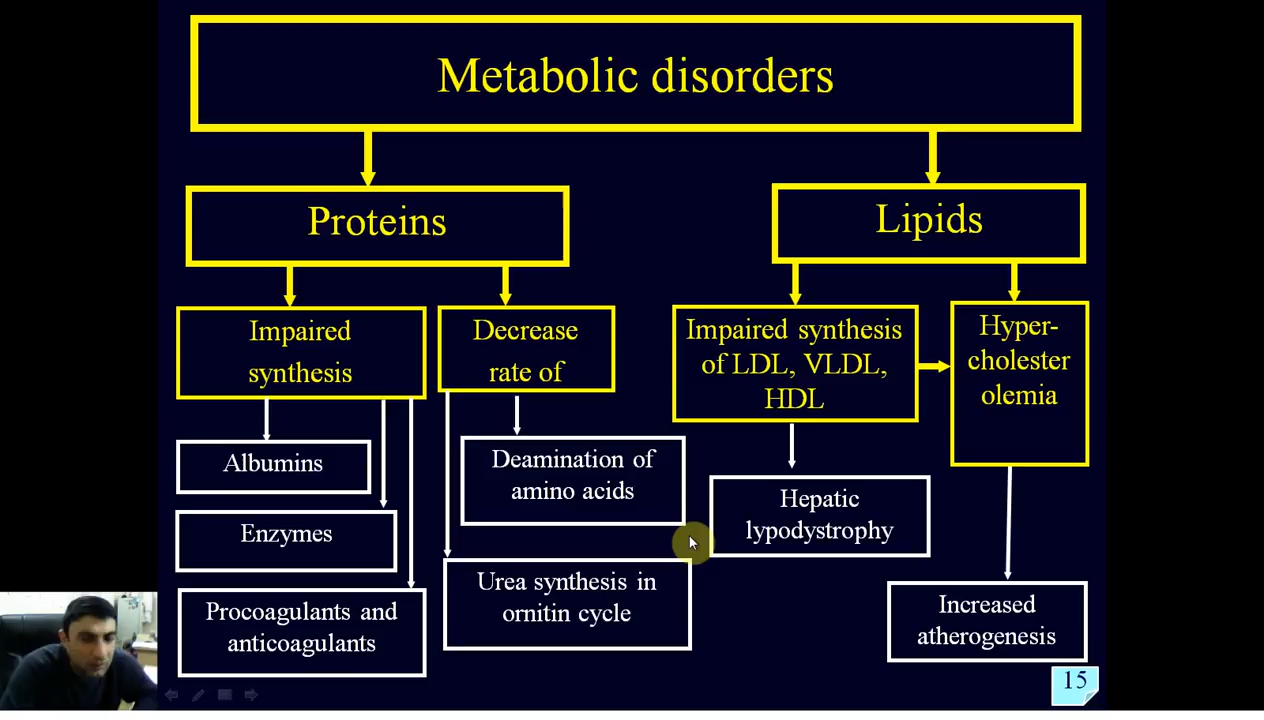 Metabolic disorders
Proteins
Lipids
Impaired
synthesis
Decrease
rate of
Impaired synthesis
of LDL, VLDL,
HDL
Hyper-
cholester
olemia
Albumins
Deamination of
amino acids
Hepatic
lypodystrophy
Enzymes
Urea synthesis in
ornitin cycle
Procoagulants and
anticoagulants
Increased
atherogenesis
15